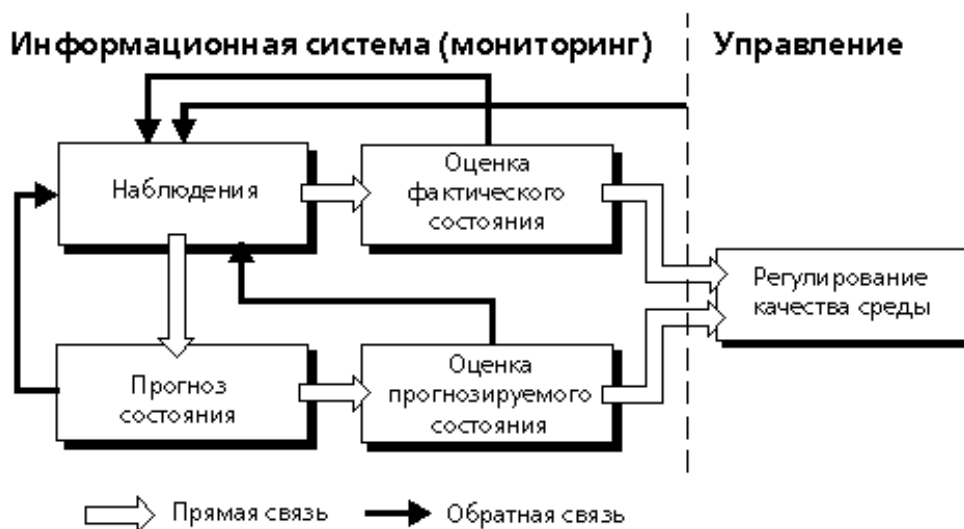 Информационная система (мониторинг)
Управление
Наблюдения
Оценка
фактического
состояния
Регулирование
качества среды
Прогноз
состояния
Оценка
прогнозируемого
состояния
Прямая связь
Обратная связь